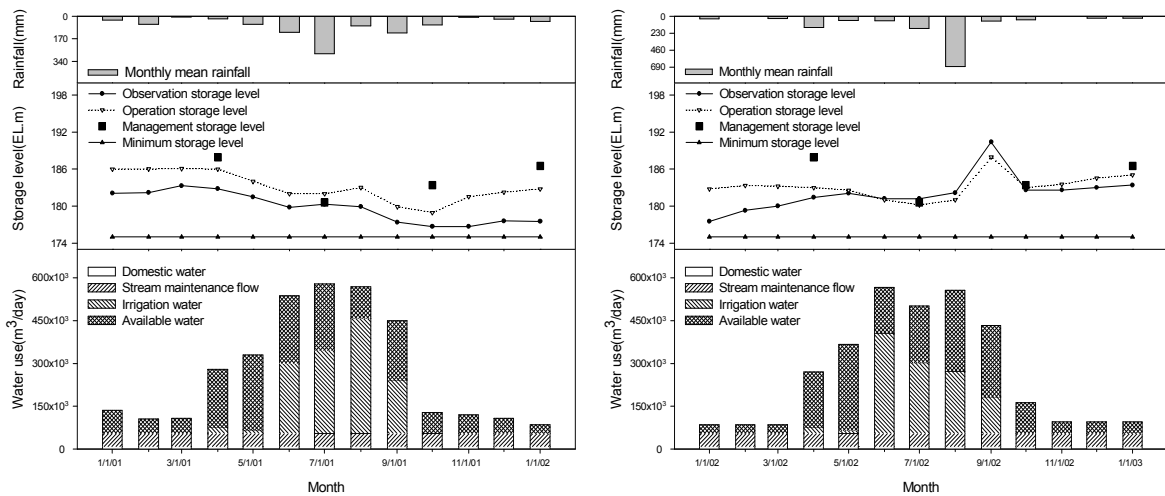 Rainfall(mm)
0
170
340
Monthly mean rainfall
Storage level(EL.m)
198
192
186
180
174
Observation storage level
Operation storage level
Management storage level
Minimum storage level
Water use(m³/day)
600x10³
450x10³
300x10³
150x10³
0
Domestic water
Stream maintenance flow
Irrigation water
Available water
1/1/01 3/1/01 5/1/01 7/1/01 9/1/01 11/1/01 1/1/02
Month
Rainfall(mm)
0
230
460
690
Monthly mean rainfall
Storage level(EL.m)
198
192
186
180
174
Observation storage level
Operation storage level
Management storage level
Minimum storage level
Water use(m³/day)
600x10³
450x10³
300x10³
150x10³
0
Domestic water
Stream maintenance flow
Irrigation water
Available water
1/1/02 3/1/02 5/1/02 7/1/02 9/1/02 11/1/02 1/1/03
Month